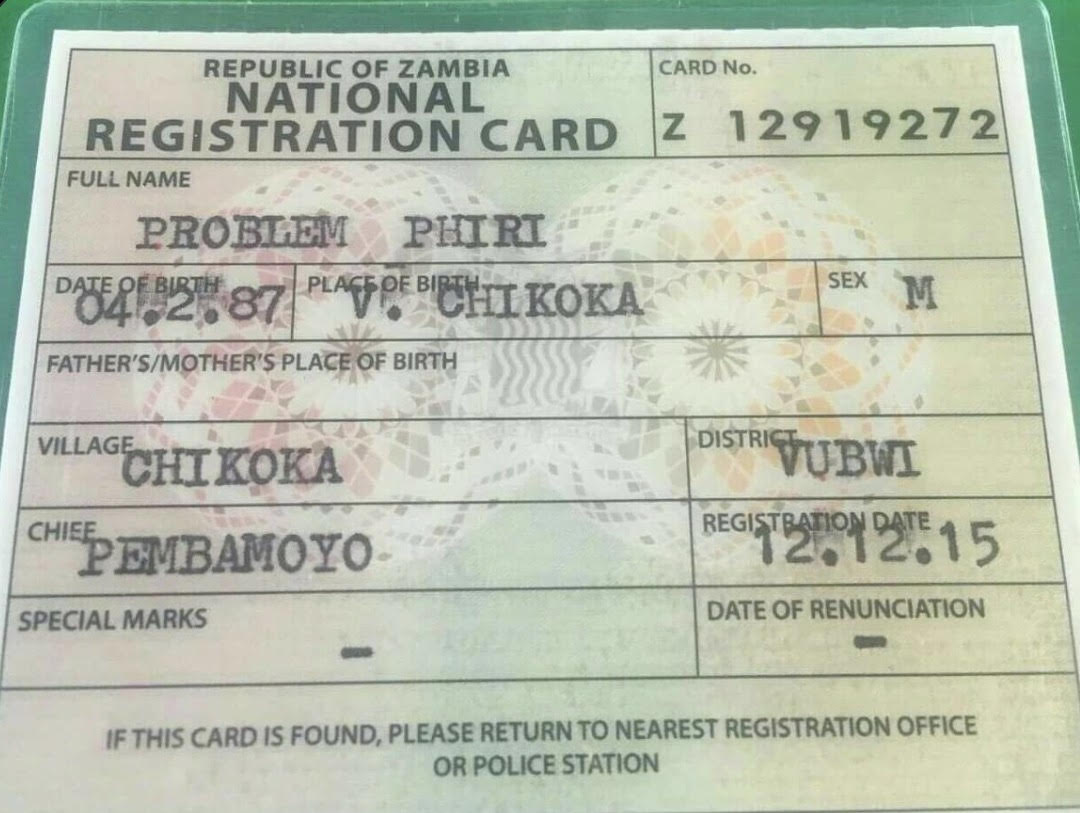 REPUBLIC OF ZAMBIA
NATIONAL
REGISTRATION CARD
CARD No.
Z 12919272
FULL NAME
PROBLEM PHIRI
DATE OF BIRTH
04.2.87
PLACE OF BIRTH
V. CHIKOKA
SEX
M
FATHER'S/MOTHER'S PLACE OF BIRTH
VILLAGE
CHIKOKA
DISTRICT
VUBWI
CHIEF
PEMBAMOYO
REGISTRATION DATE
12.12.15
SPECIAL MARKS
-
DATE OF RENUNCIATION
-
IF THIS CARD IS FOUND, PLEASE RETURN TO NEAREST REGISTRATION OFFICE
OR POLICE STATION